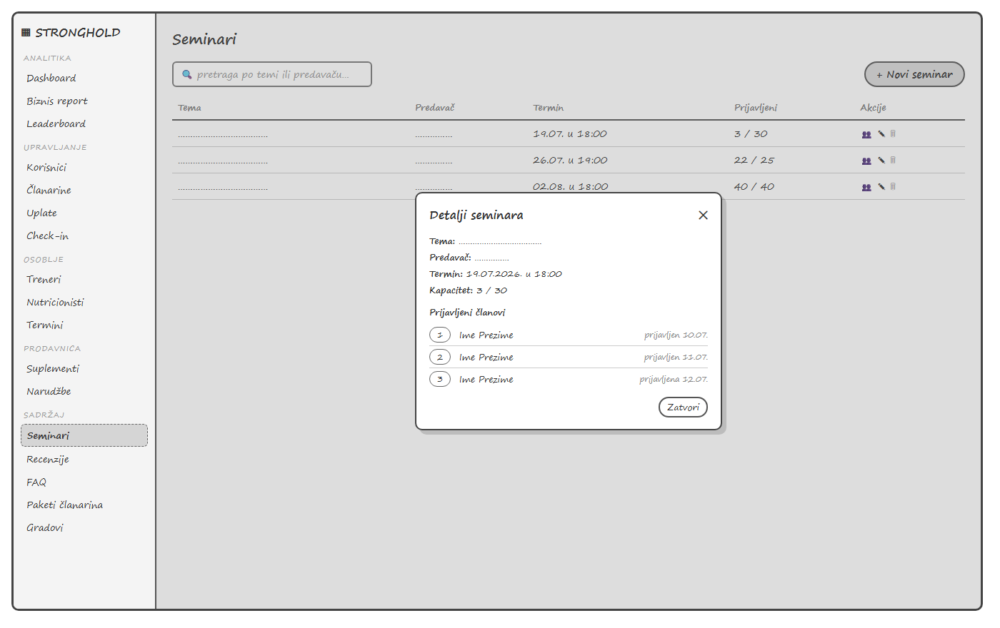 STRONGHOLD
ANALITIKA
Dashboard
Biznis report
Leaderboard
UPRAVLJANJE
Korisnici
Članarine
Uplate
Check-in
OSOBLJE
Treneri
Nutricionisti
Termini
PRODAVNICA
Suplementi
Narudžbe
SADRŽAJ
Seminari
Recenzije
FAQ
Paketi članarina
Gradovi
Seminari
pretraga po temi ili predavaču...
+ Novi seminar
Tema Predavač Termin Prijavljeni Akcije
.................................... ............... 19.07. u 18:00 3 / 30
.................................... ............... 26.07. u 19:00 22 / 25
.................................... ............... 02.08. u 18:00 40 / 40
Detalji seminara ✕
Tema: ....................................
Predavač: ...............
Termin: 19.07.2026. u 18:00
Kapacitet: 3 / 30
Prijavljeni članovi
1 Ime Prezime prijavljen 10.07.
2 Ime Prezime prijavljen 11.07.
3 Ime Prezime prijavljena 12.07.
Zatvori